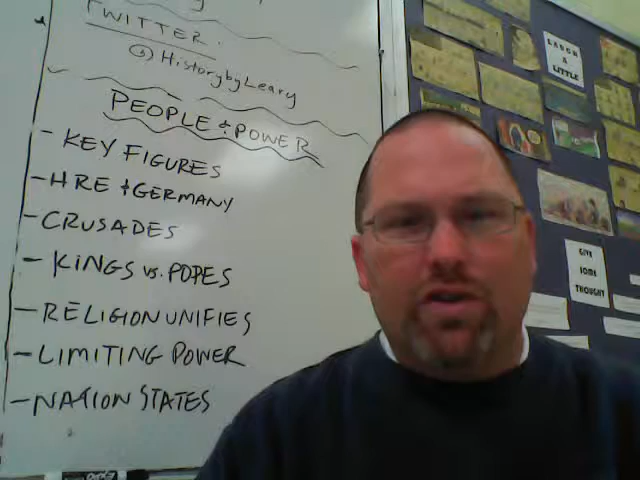 TWITTER.
@HistorybyLeary
PEOPLE + POWER
- KEY FIGURES
- HRE + GERMANY
- CRUSADES
- KINGS vs. POPES
- RELIGION UNIFIES
- LIMITING POWER
- NATION STATES
LAUGH
A
LITTLE
GIVE
SOME
THOUGHT